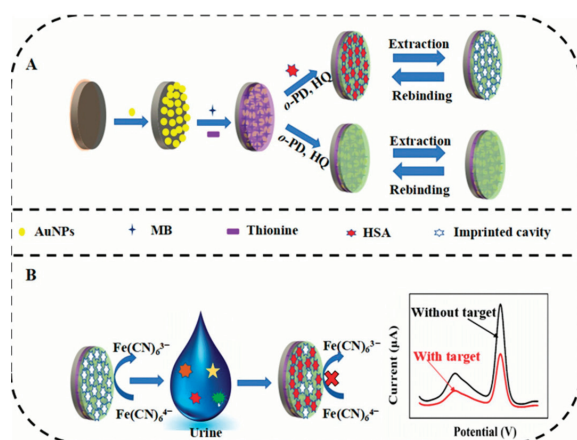 A
o-PD, HQ
Extraction
Rebinding
MB
o-PD, HQ
Extraction
Rebinding
AuNPs
MB
Thionine
HSA
Imprinted cavity
B
Fe(CN)₆³⁻
Fe(CN)₆⁴⁻
Urine
Fe(CN)₆³⁻
Fe(CN)₆⁴⁻
Current (μA)
Without target
With target
Potential (V)